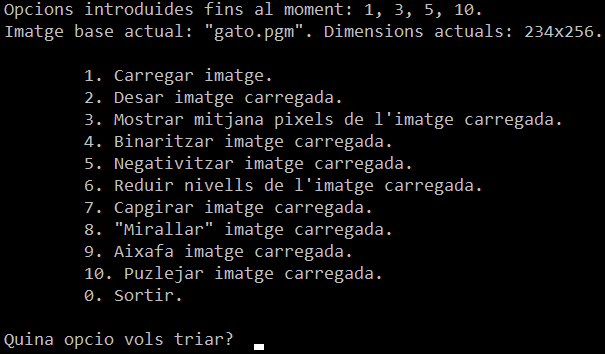 Opcions introduides fins al moment: 1, 3, 5, 10.
Imatge base actual: "gato.pgm". Dimensions actuals: 234x256.
1. Carregar imatge.
2. Desar imatge carregada.
3. Mostrar mitjana pixels de l'imatge carregada.
4. Binaritzar imatge carregada.
5. Negativitzar imatge carregada.
6. Reduir nivells de l'imatge carregada.
7. Capgirar imatge carregada.
8. "Mirallar" imatge carregada.
9. Aixafa imatge carregada.
10. Puzlejar imatge carregada.
0. Sortir.
Quina opcio vols triar?